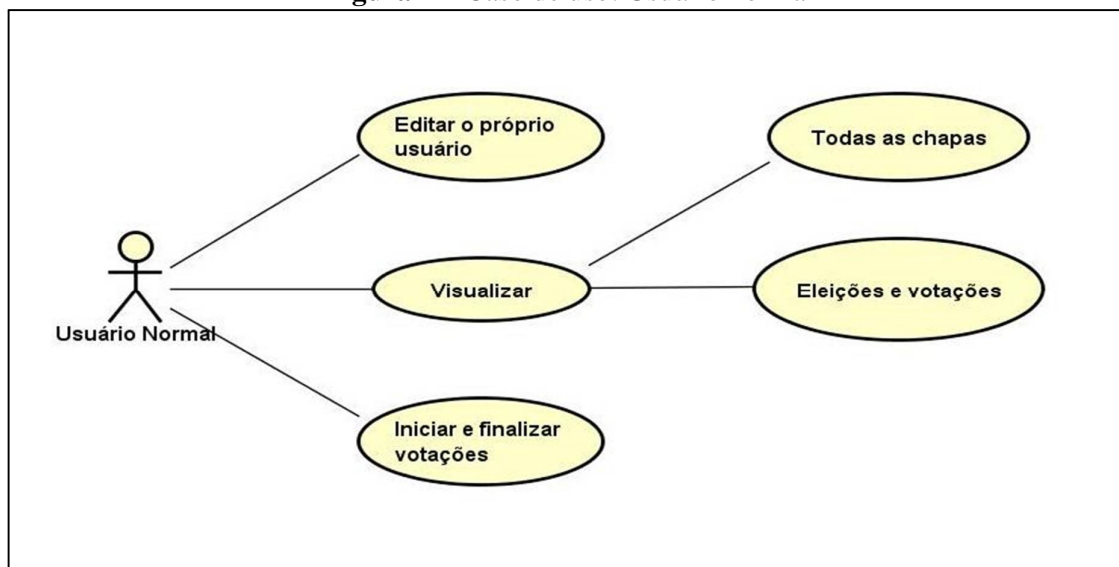 Editar o próprio
usuário
Todas as chapas
Visualizar
Eleições e votações
Usuário Normal
Iniciar e finalizar
votações